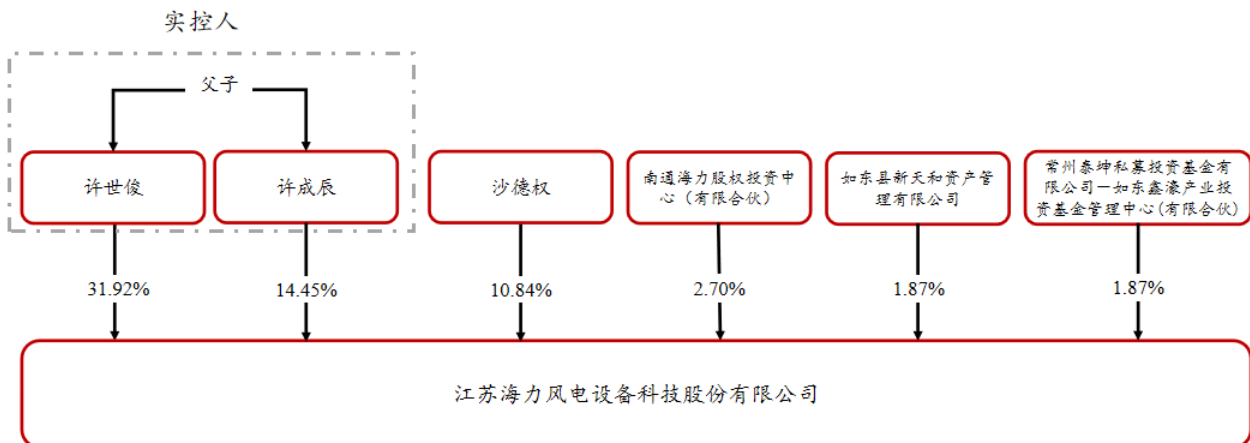 实控人
父子
许世俊
许成辰
沙德权
南通海力股权投资中
心（有限合伙）
如东县新天和资产管
理有限公司
常州泰坤私募投资基金有
限公司－如东鑫濠产业投
资基金管理中心(有限合伙)
31.92%
14.45%
10.84%
2.70%
1.87%
1.87%
江苏海力风电设备科技股份有限公司